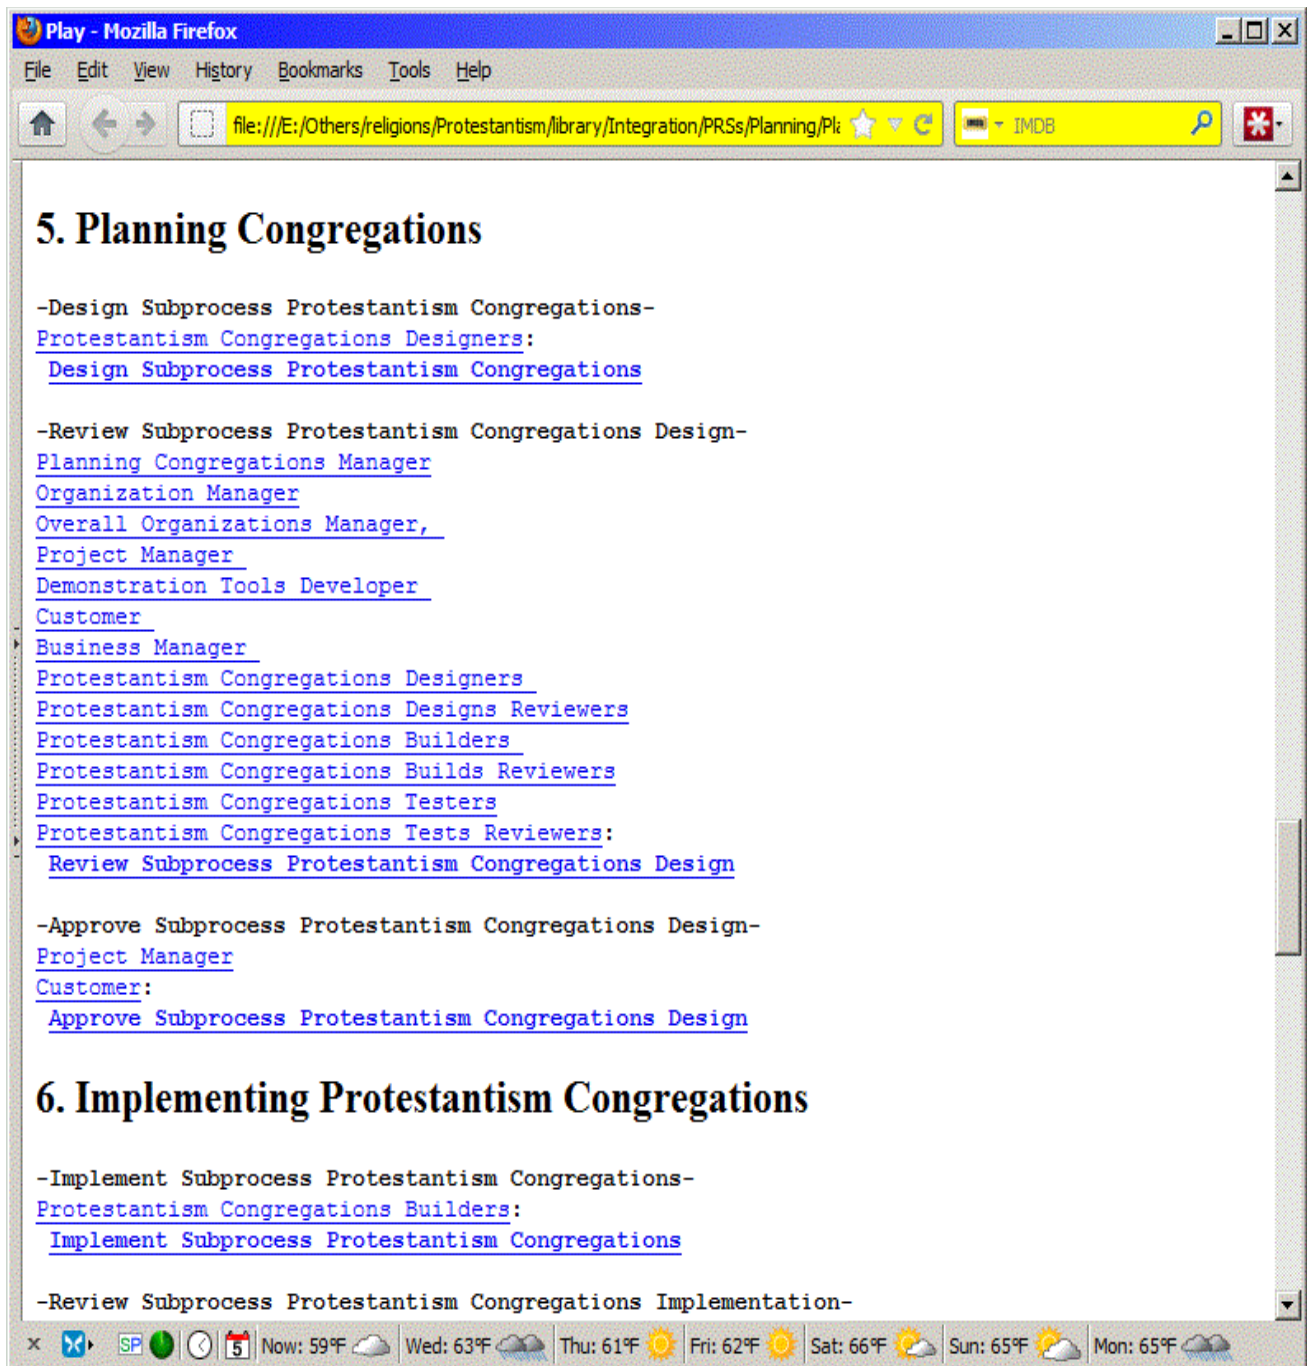 Play - Mozilla Firefox
File Edit View History Bookmarks Tools Help
file:///E:/Others/religions/Protestantism/library/Integration/PRSs/Planning/Pla IMDB
5. Planning Congregations
-Design Subprocess Protestantism Congregations-
Protestantism Congregations Designers:
Design Subprocess Protestantism Congregations
-Review Subprocess Protestantism Congregations Design-
Planning Congregations Manager
Organization Manager
Overall Organizations Manager,
Project Manager
Demonstration Tools Developer
Customer
Business Manager
Protestantism Congregations Designers
Protestantism Congregations Designs Reviewers
Protestantism Congregations Builders
Protestantism Congregations Builds Reviewers
Protestantism Congregations Testers
Protestantism Congregations Tests Reviewers:
Review Subprocess Protestantism Congregations Design
-Approve Subprocess Protestantism Congregations Design-
Project Manager
Customer:
Approve Subprocess Protestantism Congregations Design
6. Implementing Protestantism Congregations
-Implement Subprocess Protestantism Congregations-
Protestantism Congregations Builders:
Implement Subprocess Protestantism Congregations
-Review Subprocess Protestantism Congregations Implementation-
SP 5 Now: 59°F Wed: 63°F Thu: 61°F Fri: 62°F Sat: 66°F Sun: 65°F Mon: 65°F